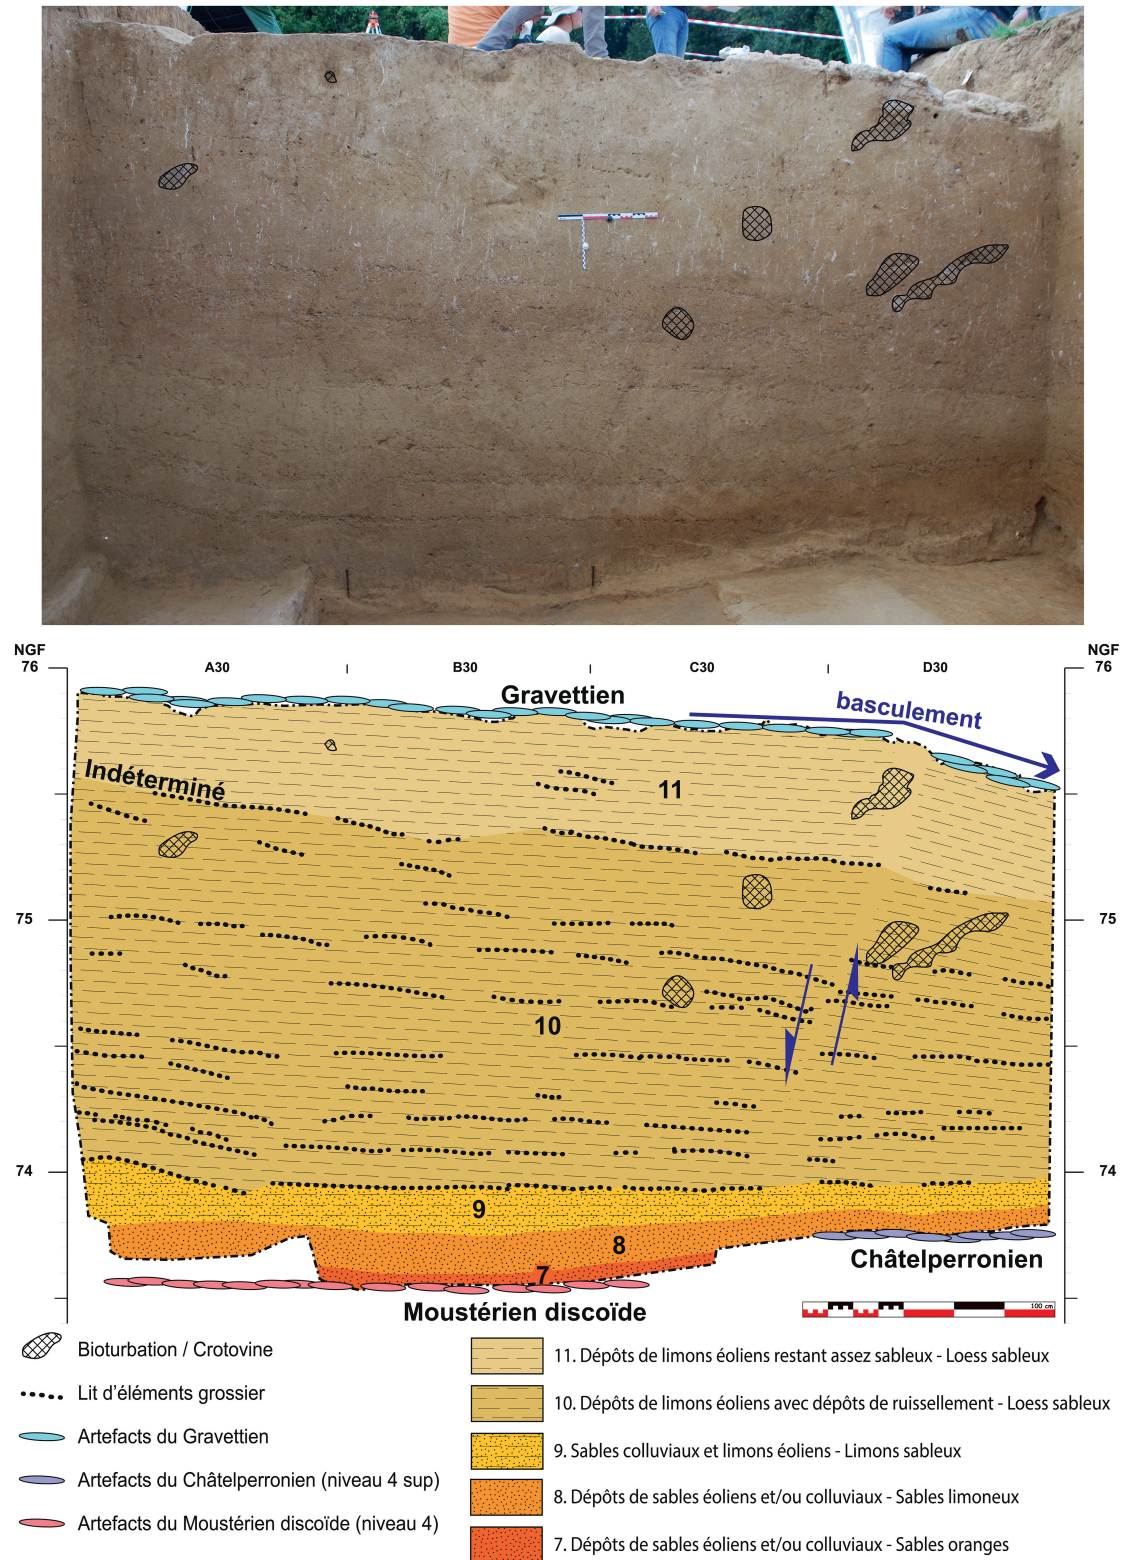 NGF
76
A30
B30
C30
D30
NGF
76
Gravettien
basculement
Indéterminé
11
75
75
10
74
74
9
8
7
Châtelperronien
Moustérien discoïde
100 cm
Bioturbation / Crotovine
Lit d'éléments grossier
Artefacts du Gravettien
Artefacts du Châtelperronien (niveau 4 sup)
Artefacts du Moustérien discoïde (niveau 4)
11. Dépôts de limons éoliens restant assez sableux - Loess sableux
10. Dépôts de limons éoliens avec dépôts de ruissellement - Loess sableux
9. Sables colluviaux et limons éoliens - Limons sableux
8. Dépôts de sables éoliens et/ou colluviaux - Sables limoneux
7. Dépôts de sables éoliens et/ou colluviaux - Sables oranges